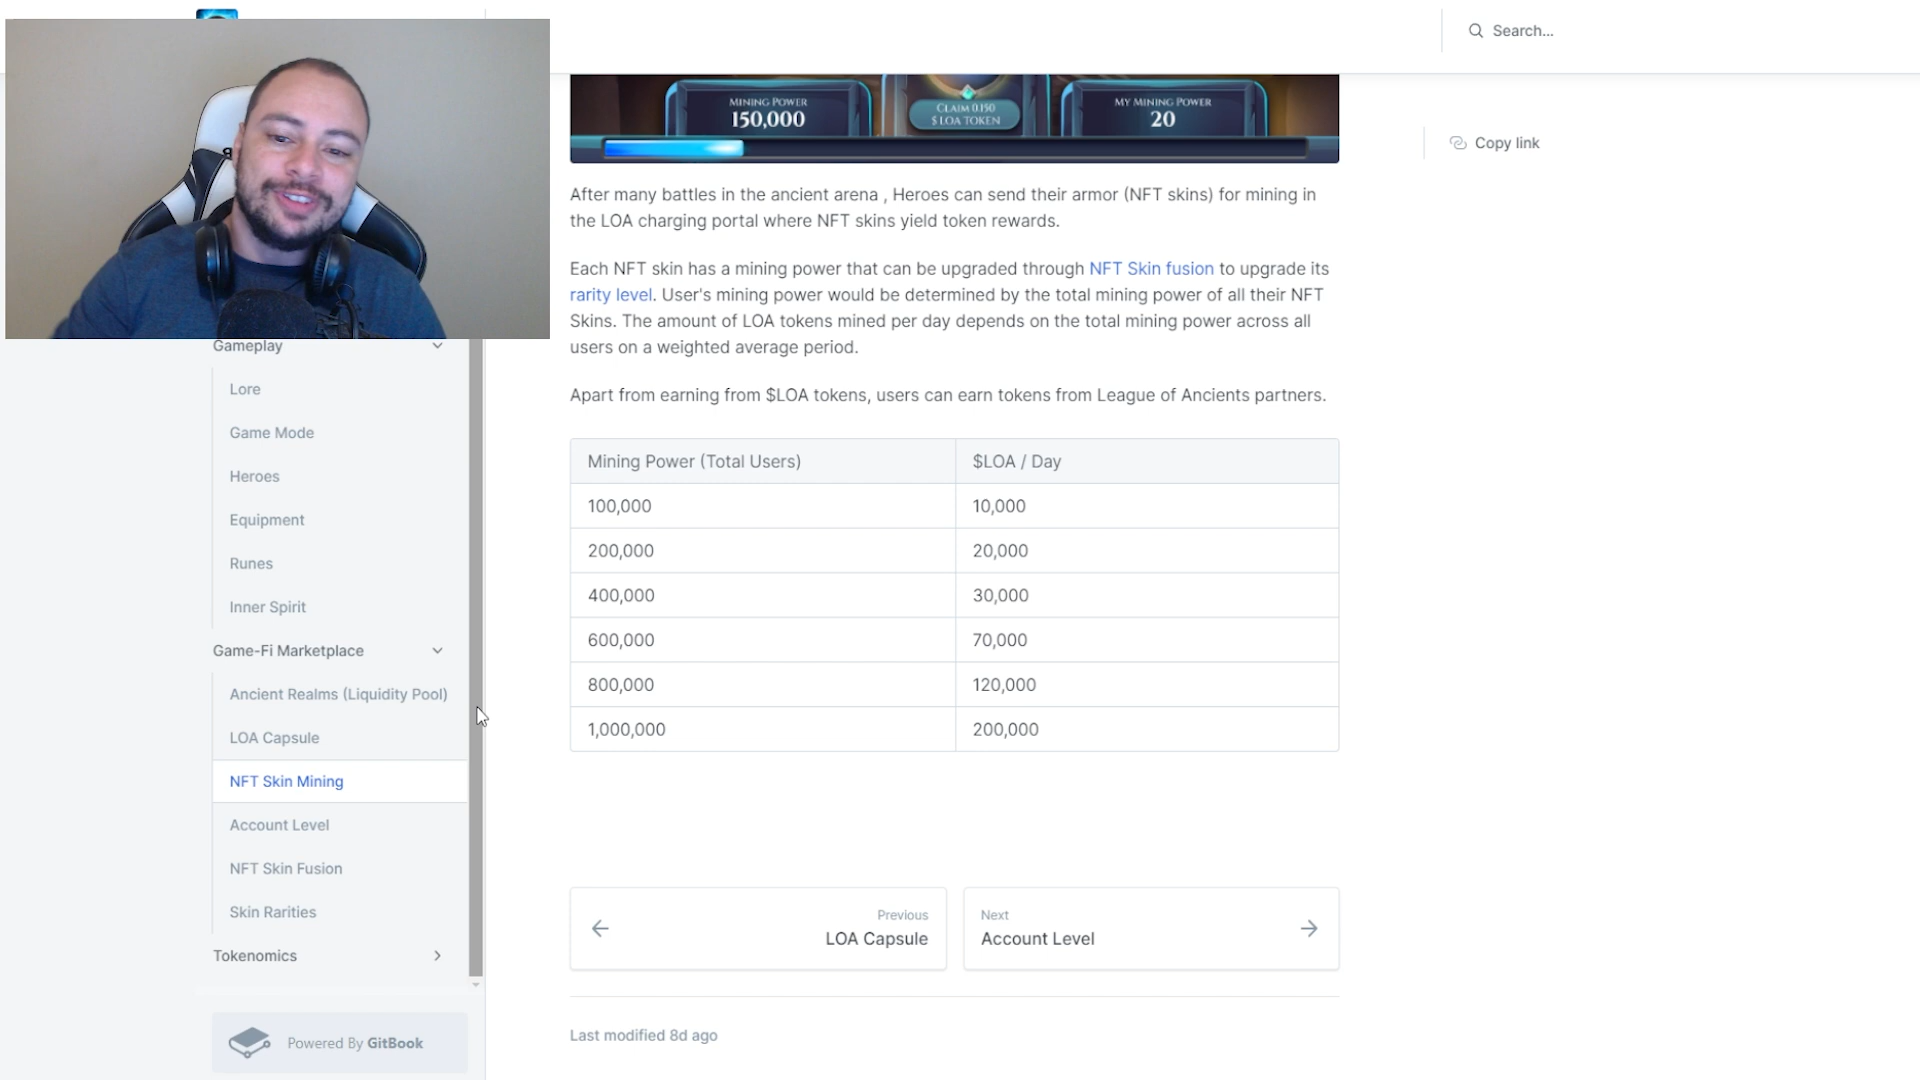 Search...
MINING POWER
150,000
CLAIM 0.150
$ LOA TOKEN
MY MINING POWER
20
Copy link
After many battles in the ancient arena , Heroes can send their armor (NFT skins) for mining in
the LOA charging portal where NFT skins yield token rewards.
Each NFT skin has a mining power that can be upgraded through NFT Skin fusion to upgrade its
rarity level. User's mining power would be determined by the total mining power of all their NFT
Skins. The amount of LOA tokens mined per day depends on the total mining power across all
users on a weighted average period.
Apart from earning from $LOA tokens, users can earn tokens from League of Ancients partners.
Mining Power (Total Users) $LOA / Day
100,000 10,000
200,000 20,000
400,000 30,000
600,000 70,000
800,000 120,000
1,000,000 200,000
Gameplay
Lore
Game Mode
Heroes
Equipment
Runes
Inner Spirit
Game-Fi Marketplace
Ancient Realms (Liquidity Pool)
LOA Capsule
NFT Skin Mining
Account Level
NFT Skin Fusion
Skin Rarities
Tokenomics
Powered By GitBook
Previous
LOA Capsule
Next
Account Level
Last modified 8d ago